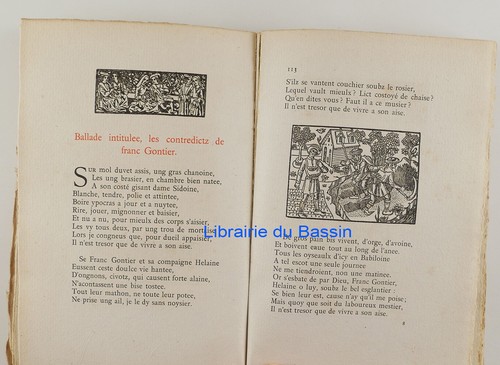 Ballade intitulee, les contredictz de
franc Gontier.
SUR mol duvet assis, ung gras chanoine,
Les ung brasier, en chambre bien natee,
A son costé gisant dame Sidoine,
Blanche, tendre, polie et attintee,
Boire ypocras a jour et a nuytee,
Rire, jouer, mignonner et baisier,
Et nu a nu, pour mieulx des corps s'aisier,
Les vy tous deux, par ung trou de mortaise
Lors je congneus que, pour dueil appaisier,
Il n'est tresor que de vivre a son aise.
Se Franc Gontier et sa compaigne Helaine
Eussent ceste doulce vie hantee,
D'ongnons, civotz, qui causent forte alaine,
N'acontassent une bise tostee.
Tout leur mathon, ne toute leur potee,
Ne prise ung ail, je le dy sans noysier.
113
S'ilz se vantent couchier soubz le rosier,
Lequel vault mieulx? Lict costoyé de chaise?
Qu'en dites vous? Faut il a ce musier?
Il n'est tresor que de vivre a son aise.
Librairie du Bassin
De gros pain bis vivent, d'orge, d'avoine,
Et boivent eaue tout au long de l'anee.
Tous les oyseaulx d'icy en Babiloine
A tel escot une seule journee
Ne me tiendroient, non une matinee.
Or s'esbate de par Dieu, Franc Gontier,
Helaine o luy, soubz le bel esglantier:
Se bien leur est, cause n'ay qu'il me poise;
Mais quoy que soit du laboureux mestier,
Il n'est tresor que de vivre a son aise.
8